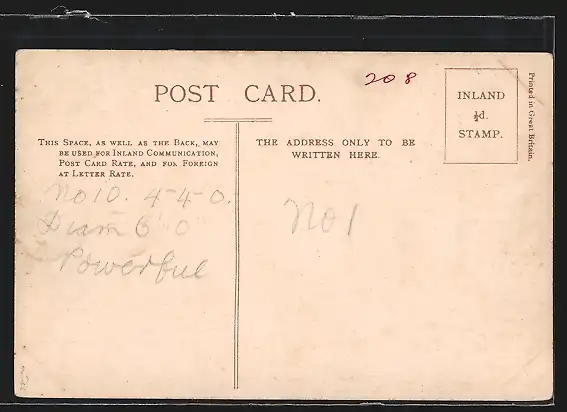 POST CARD.
208
INLAND
½d.
STAMP.
Printed in Great Britain.
THIS SPACE, AS WELL AS THE BACK, MAY
BE USED FOR INLAND COMMUNICATION,
POST CARD RATE, AND FOR FOREIGN
AT LETTER RATE.
THE ADDRESS ONLY TO BE
WRITTEN HERE.
No 10. 4-4-0.
Diam 6' 0"
Powerful
No 1